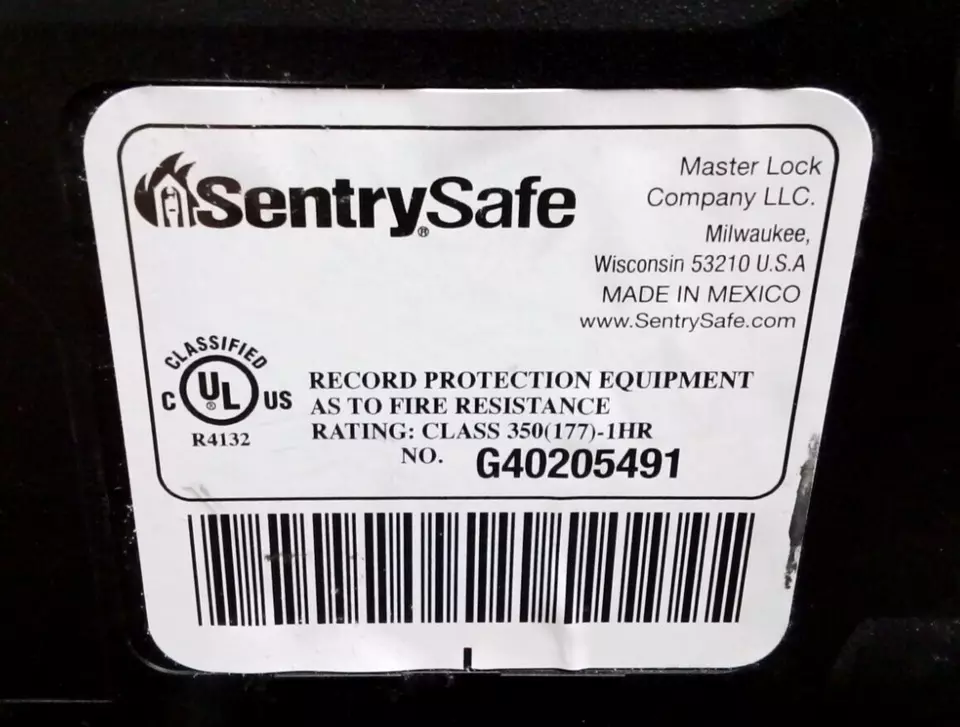 SentrySafe®
Master Lock
Company LLC.
Milwaukee,
Wisconsin 53210 U.S.A
MADE IN MEXICO
www.SentrySafe.com
CLASSIFIED
C UL® US
R4132
RECORD PROTECTION EQUIPMENT
AS TO FIRE RESISTANCE
RATING: CLASS 350(177)-1HR
NO. G40205491